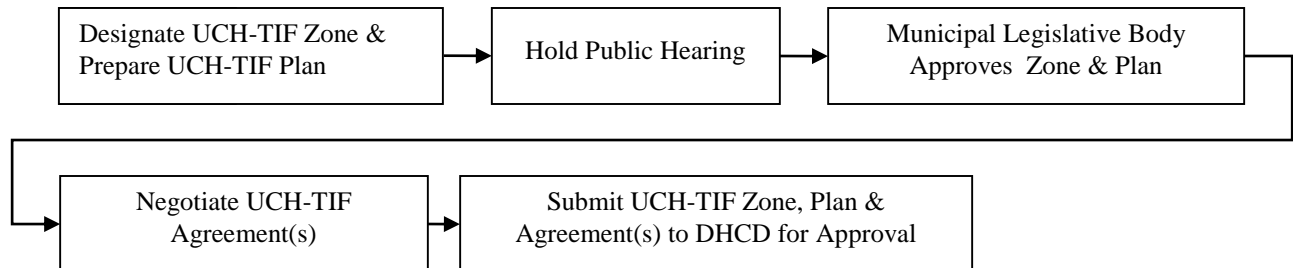 Designate UCH-TIF Zone &
Prepare UCH-TIF Plan
Hold Public Hearing
Municipal Legislative Body
Approves Zone & Plan
Negotiate UCH-TIF
Agreement(s)
Submit UCH-TIF Zone, Plan &
Agreement(s) to DHCD for Approval